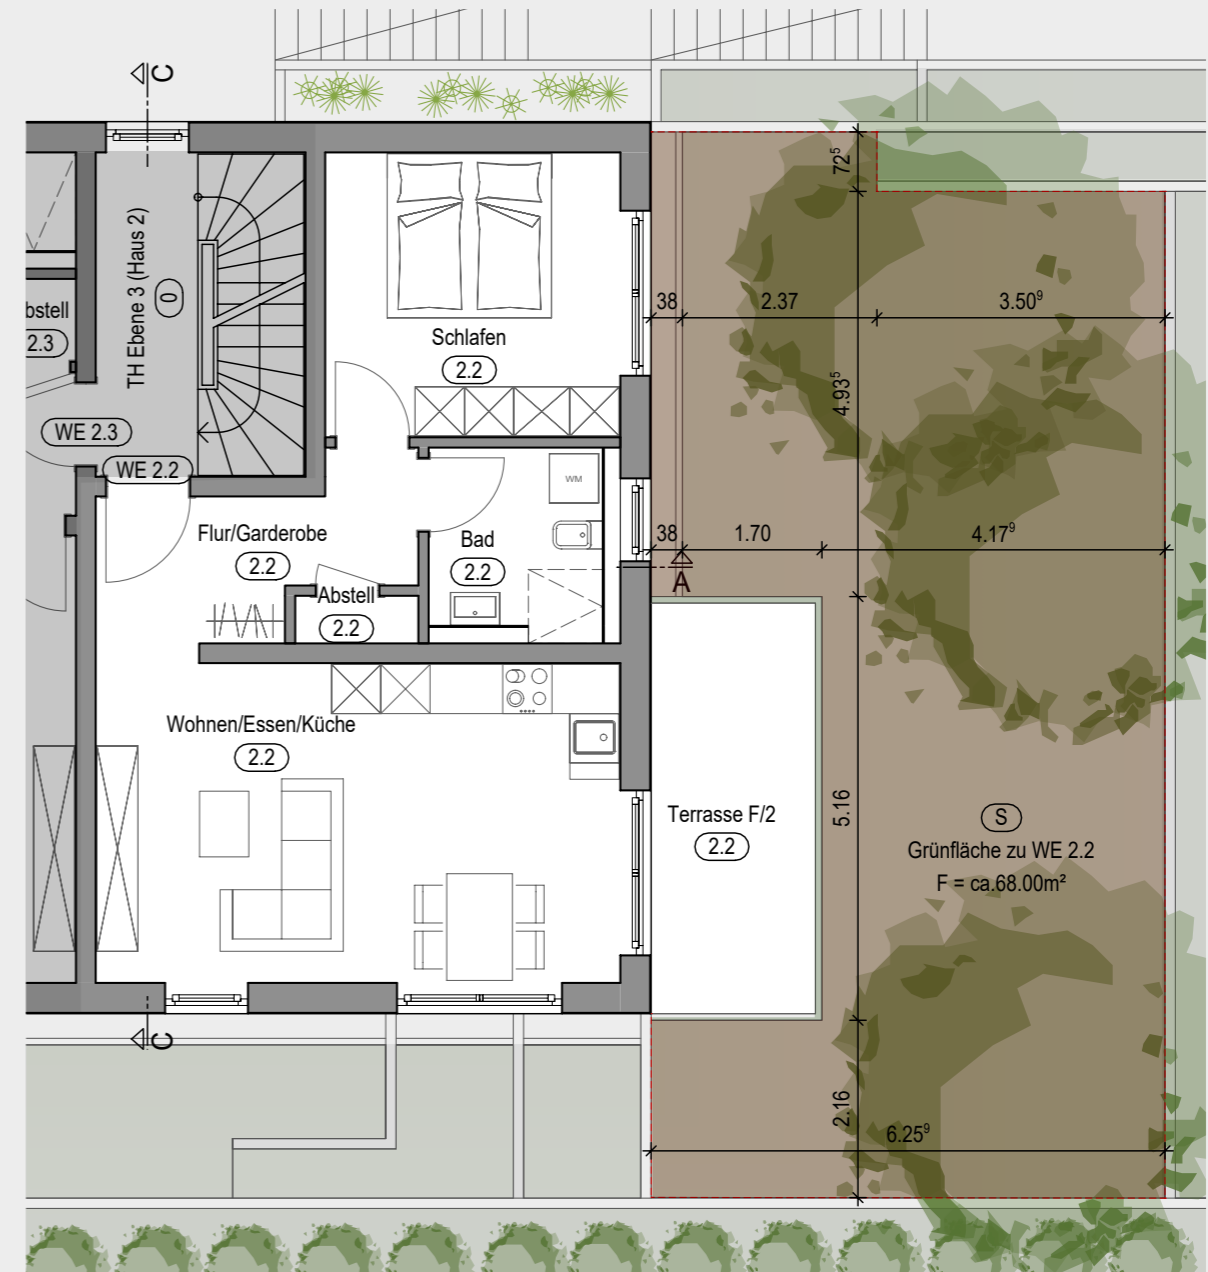 C
TH Ebene 3 (Haus 2)
0
bstell
2.3
WE 2.3
WE 2.2
Schlafen
2.2
72⁵
38
2.37
3.50⁹
4.93⁵
WM
Flur/Garderobe
2.2
Bad
2.2
Abstell
2.2
38
1.70
4.17⁹
A
Wohnen/Essen/Küche
2.2
Terrasse F/2
2.2
5.16
S
Grünfläche zu WE 2.2
F = ca.68.00m²
C
2.16
6.25⁹